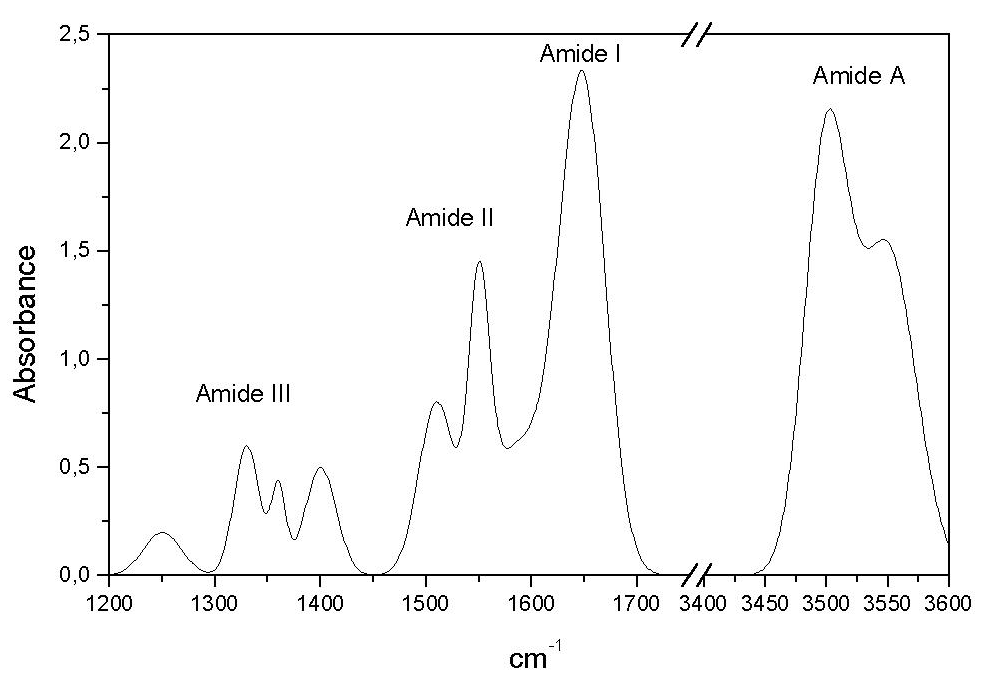 2,5
Amide I
Amide A
2,0
Amide II
1,5
Absorbance
1,0
Amide III
0,5
0,0
1200 1300 1400 1500 1600 1700 3400 3450 3500 3550 3600
cm-1